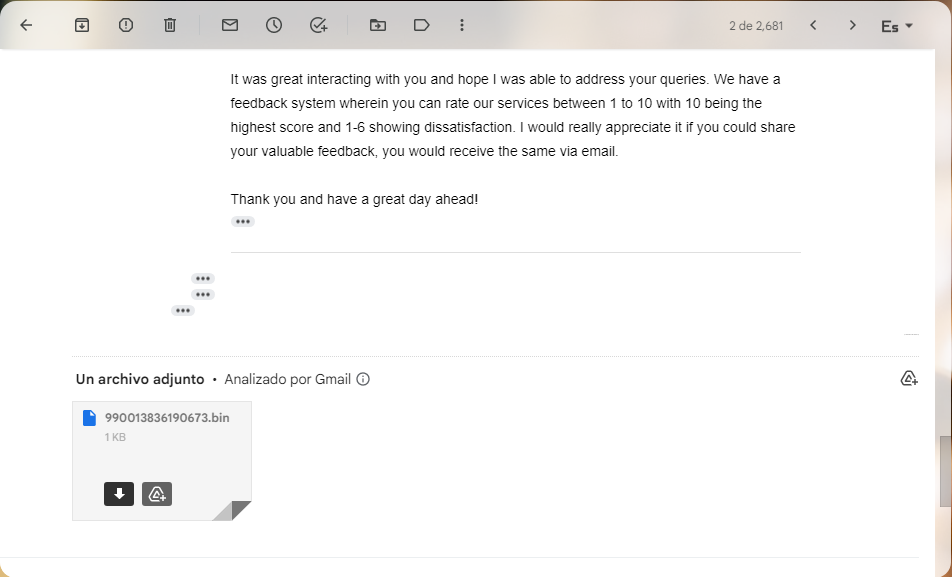 2 de 2,681
Es
It was great interacting with you and hope I was able to address your queries. We have a
feedback system wherein you can rate our services between 1 to 10 with 10 being the
highest score and 1-6 showing dissatisfaction. I would really appreciate it if you could share
your valuable feedback, you would receive the same via email.
Thank you and have a great day ahead!
Un archivo adjunto • Analizado por Gmail
990013836190673.bin
1 KB